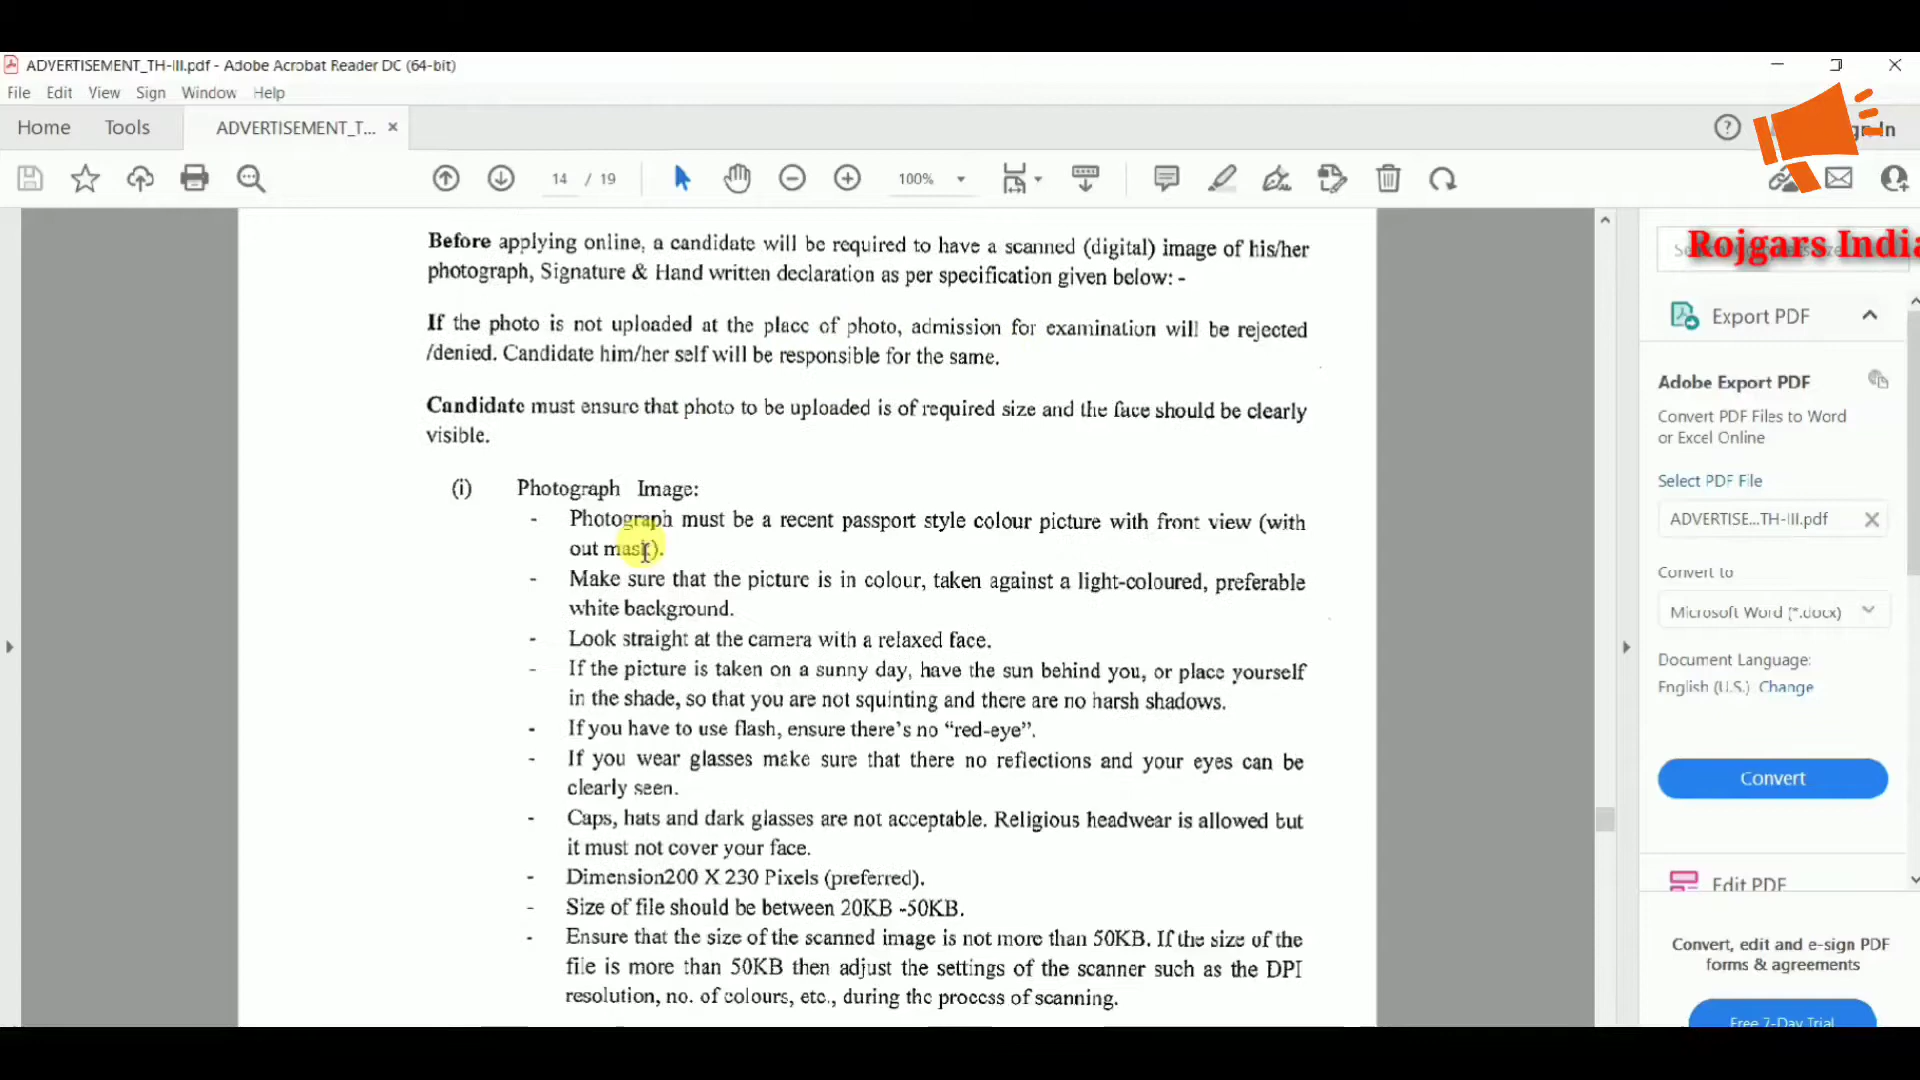 ADVERTISEMENT_TH-III.pdf - Adobe Acrobat Reader DC (64-bit)
File Edit View Sign Window Help
Home Tools ADVERTISEMENT_T... ×
14 / 19 100%
Rojgars India
Before applying online, a candidate will be required to have a scanned (digital) image of his/her
photograph, Signature & Hand written declaration as per specification given below: -
If the photo is not uploaded at the place of photo, admission for examination will be rejected
/denied. Candidate him/her self will be responsible for the same.
Candidate must ensure that photo to be uploaded is of required size and the face should be clearly
visible.
(i) Photograph Image:
- Photograph must be a recent passport style colour picture with front view (with
out mask).
- Make sure that the picture is in colour, taken against a light-coloured, preferable
white background.
- Look straight at the camera with a relaxed face.
- If the picture is taken on a sunny day, have the sun behind you, or place yourself
in the shade, so that you are not squinting and there are no harsh shadows.
- If you have to use flash, ensure there's no “red-eye”.
- If you wear glasses make sure that there no reflections and your eyes can be
clearly seen.
- Caps, hats and dark glasses are not acceptable. Religious headwear is allowed but
it must not cover your face.
- Dimension200 X 230 Pixels (preferred).
- Size of file should be between 20KB -50KB.
- Ensure that the size of the scanned image is not more than 50KB. If the size of the
file is more than 50KB then adjust the settings of the scanner such as the DPI
resolution, no. of colours, etc., during the process of scanning.
Export PDF
Adobe Export PDF
Convert PDF Files to Word
or Excel Online
Select PDF File
ADVERTISE...TH-III.pdf
Convert to
Microsoft Word (*.docx)
Document Language:
English (U.S.) Change
Convert
Edit PDF
Convert, edit and e-sign PDF
forms & agreements
Free 7-Day Trial